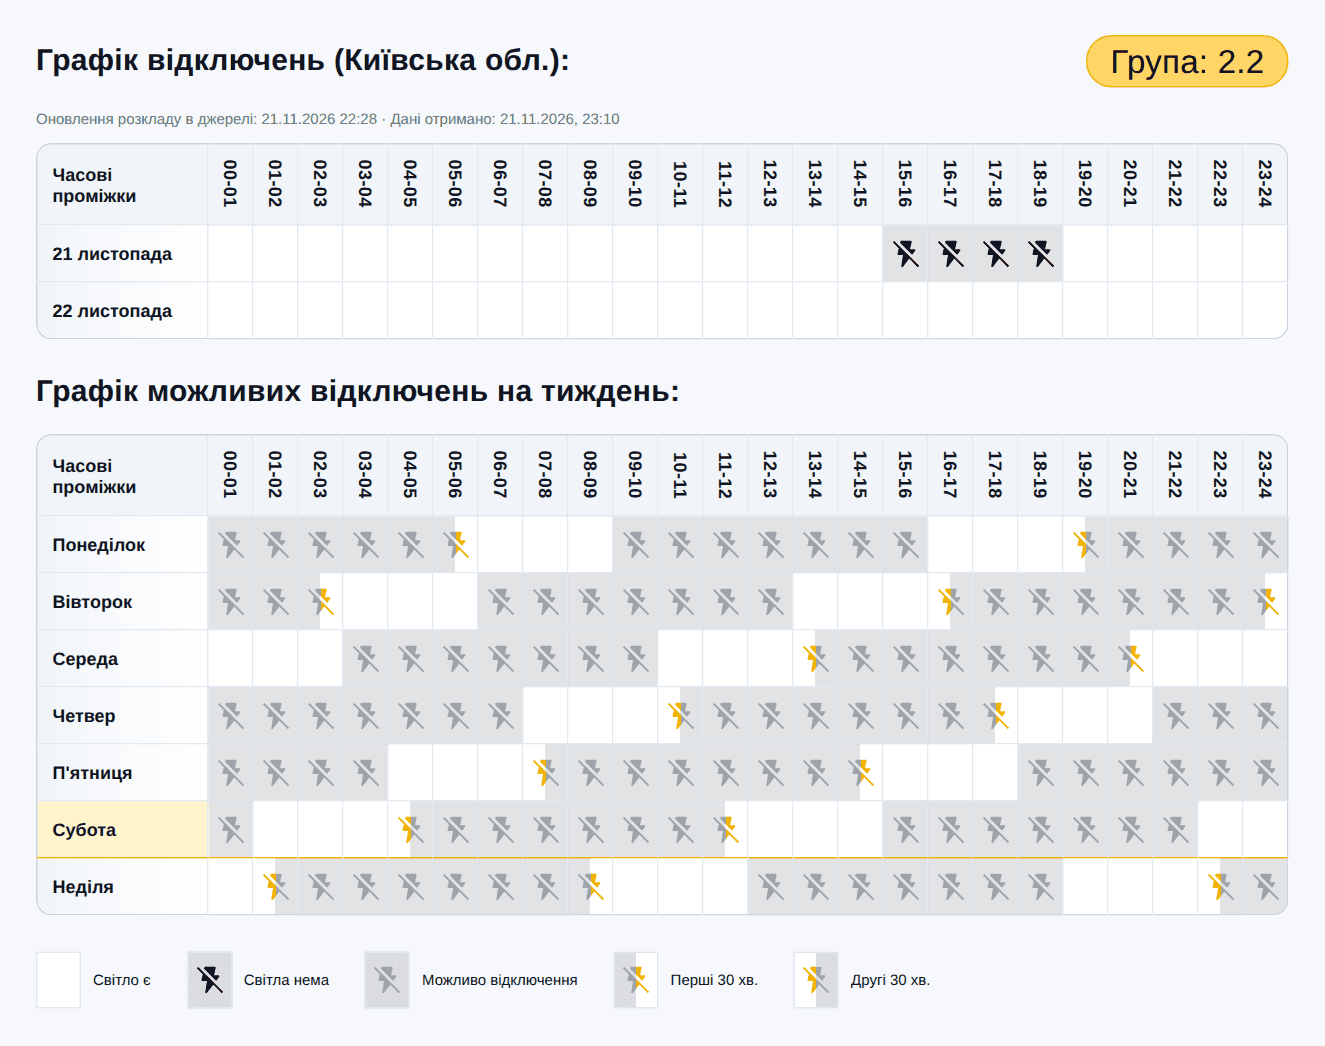 Графік відключень (Київська обл.):
Група: 2.2
Оновлення розкладу в джерелі: 21.11.2026 22:28 · Дані отримано: 21.11.2026, 23:10
Часові проміжки 00-01 01-02 02-03 03-04 04-05 05-06 06-07 07-08 08-09 09-10 10-11 11-12 12-13 13-14 14-15 15-16 16-17 17-18 18-19 19-20 20-21 21-22 22-23 23-24
21 листопада
22 листопада
Графік можливих відключень на тиждень:
Часові проміжки 00-01 01-02 02-03 03-04 04-05 05-06 06-07 07-08 08-09 09-10 10-11 11-12 12-13 13-14 14-15 15-16 16-17 17-18 18-19 19-20 20-21 21-22 22-23 23-24
Понеділок
Вівторок
Середа
Четвер
П'ятниця
Субота
Неділя
Світло є Світла нема Можливо відключення Перші 30 хв. Другі 30 хв.